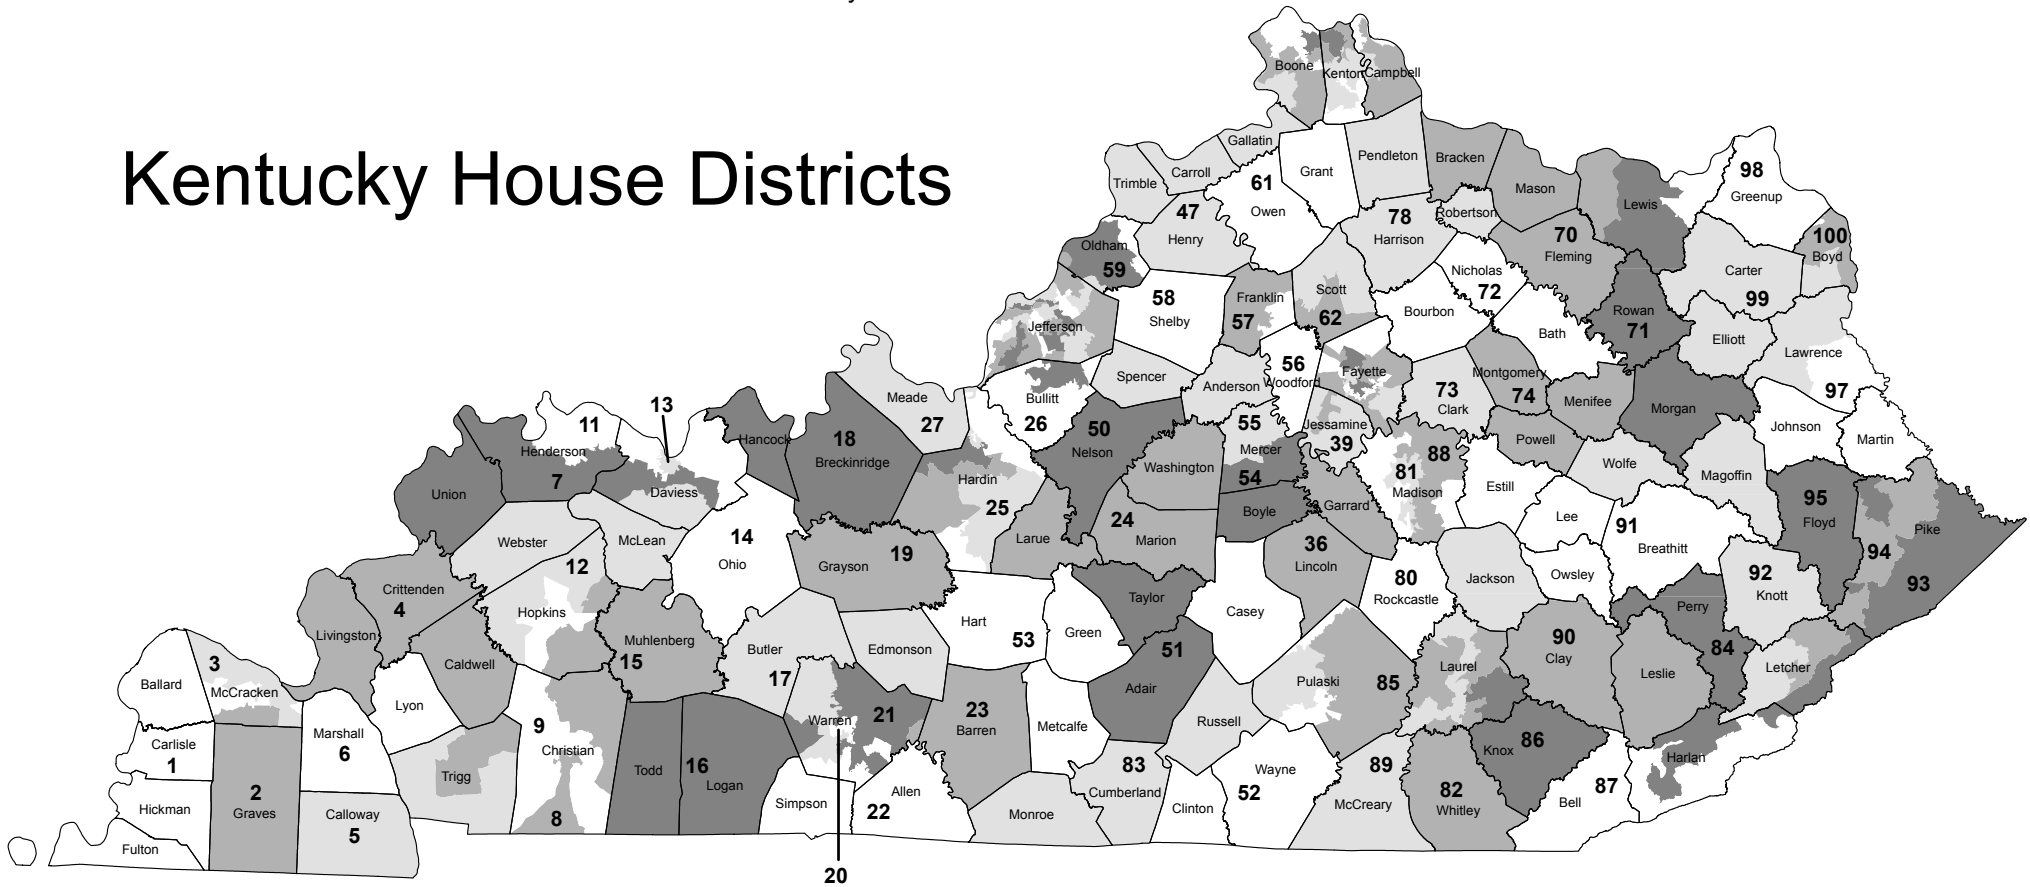 Kentucky House Districts
Boone
Kenton
Campbell
Gallatin
Carroll
Trimble
Grant
Pendleton
Bracken
61
Owen
Mason
Lewis
98
Greenup
47
Henry
78
Harrison
Robertson
70
Fleming
100
Boyd
Oldham
59
Nicholas
72
Carter
99
58
Shelby
Franklin
57
Scott
62
Bourbon
Bath
Rowan
71
Elliott
Jefferson
Lawrence
97
Spencer
Anderson
56
Woodford
Fayette
73
Clark
Montgomery
74
Menifee
Morgan
Johnson
Martin
Meade
27
Bullitt
26
13
11
Henderson
7
Hancock
18
Breckinridge
50
Nelson
55
Mercer
54
Jessamine
39
81
88
Madison
Powell
Wolfe
Magoffin
Washington
Union
Daviess
Hardin
25
Estill
95
Floyd
Pike
94
93
Boyle
Garrard
Lee
91
Breathitt
Webster
McLean
14
Ohio
Larue
24
Marion
36
Lincoln
Owsley
12
Hopkins
19
Grayson
80
Rockcastle
Jackson
92
Knott
Crittenden
4
Taylor
Casey
Perry
84
Livingston
Muhlenberg
15
Hart
53
Green
90
Clay
Caldwell
Butler
17
Edmonson
51
Adair
Laurel
Leslie
Letcher
3
McCracken
Ballard
Lyon
Pulaski
85
Marshall
6
9
Christian
Warren
21
23
Barren
Metcalfe
Russell
Carlisle
1
Knox
86
Harlan
Trigg
Todd
16
Logan
83
Cumberland
Wayne
52
89
McCreary
82
Whitley
87
Bell
2
Graves
Hickman
Calloway
5
8
Simpson
Allen
22
Monroe
Clinton
Fulton
20